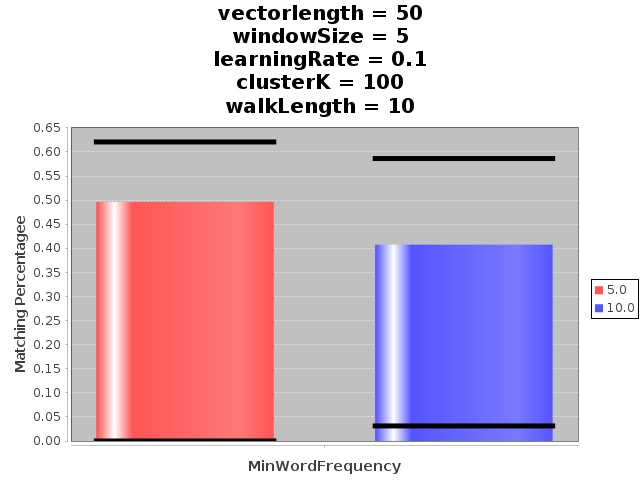 vectorlength = 50
windowSize = 5
learningRate = 0.1
clusterK = 100
walkLength = 10
0.65
0.60
0.55
0.50
0.45
0.40
0.35
0.30
0.25
0.20
0.15
0.10
0.05
0.00
Matching Percentagee
MinWordFrequency
5.0
10.0